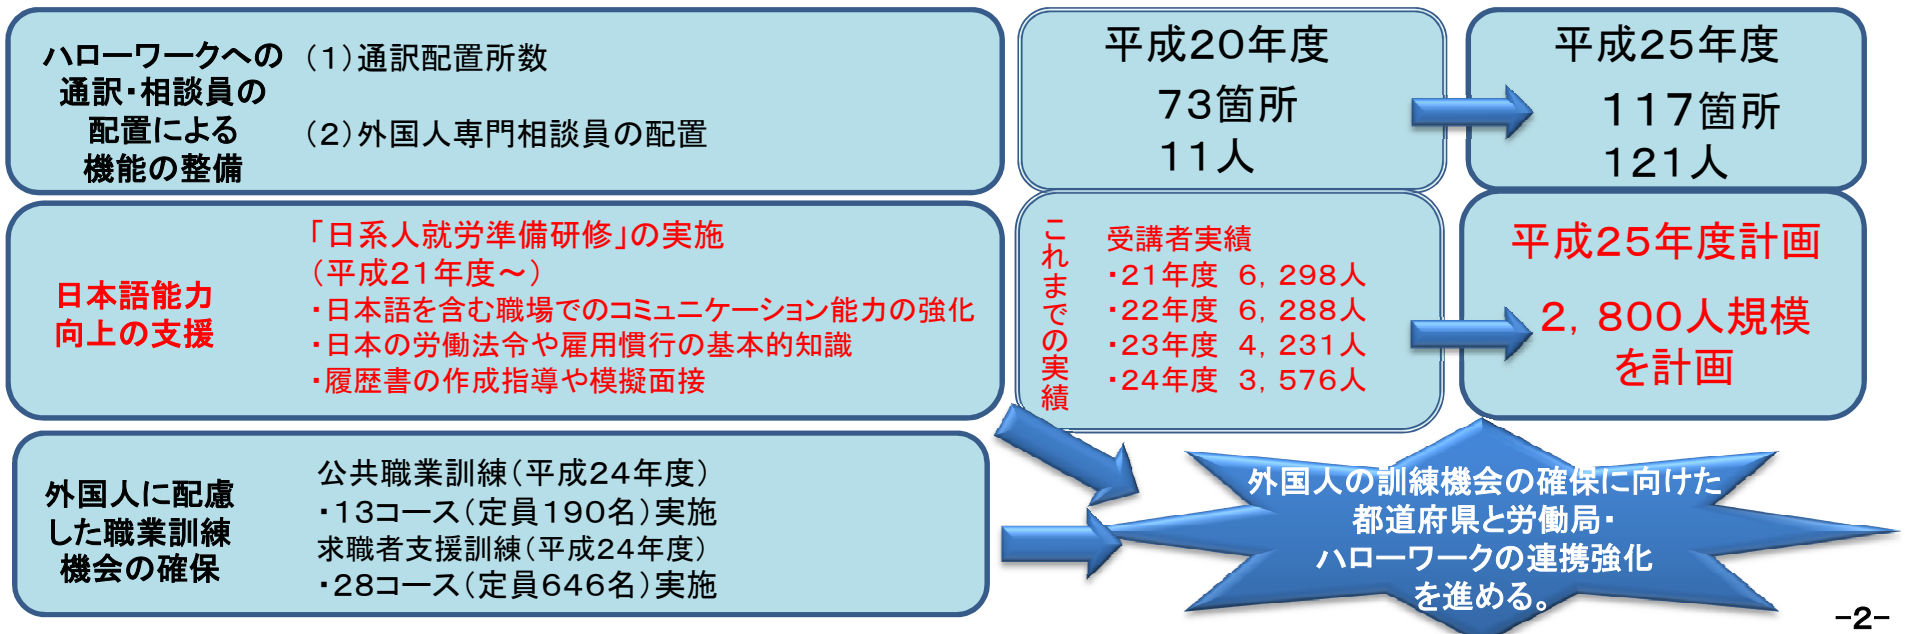 ハローワークへの
通訳・相談員の
配置による
機能の整備
（１）通訳配置所数
（２）外国人専門相談員の配置
平成２０年度
７３箇所
１１人
平成２５年度
１１７箇所
１２１人
日本語能力
向上の支援
「日系人就労準備研修」の実施
（平成２１年度～）
・日本語を含む職場でのコミュニケーション能力の強化
・日本の労働法令や雇用慣行の基本的知識
・履歴書の作成指導や模擬面接
これまでの実績
受講者実績
・２１年度　６，２９８人
・２２年度　６，２８８人
・２３年度　４，２３１人
・２４年度　３，５７６人
平成２５年度計画
２，８００人規模
を計画
外国人に配慮
した職業訓練
機会の確保
公共職業訓練（平成２４年度）
・１３コース（定員１９０名）実施
求職者支援訓練（平成２４年度）
・２８コース（定員６４６名）実施
外国人の訓練機会の確保に向けた
都道府県と労働局・
ハローワークの連携強化
を進める。
-2-